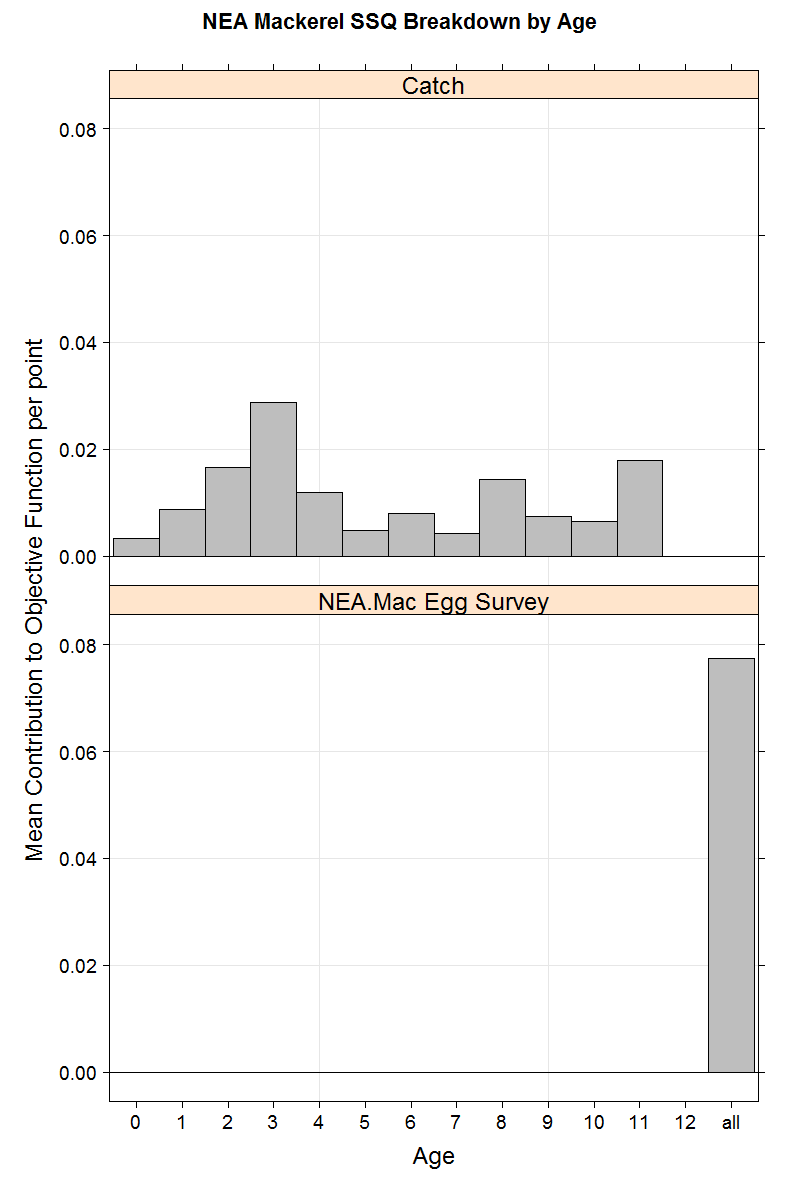 NEA Mackerel SSQ Breakdown by Age
Catch
0.08
0.06
0.04
0.02
0.00
NEA.Mac Egg Survey
0.08
0.06
0.04
0.02
0.00
Mean Contribution to Objective Function per point
0 1 2 3 4 5 6 7 8 9 10 11 12 all
Age